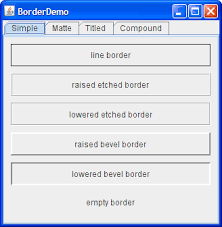 BorderDemo
Simple Matte Titled Compound
line border
raised etched border
lowered etched border
raised bevel border
lowered bevel border
empty border